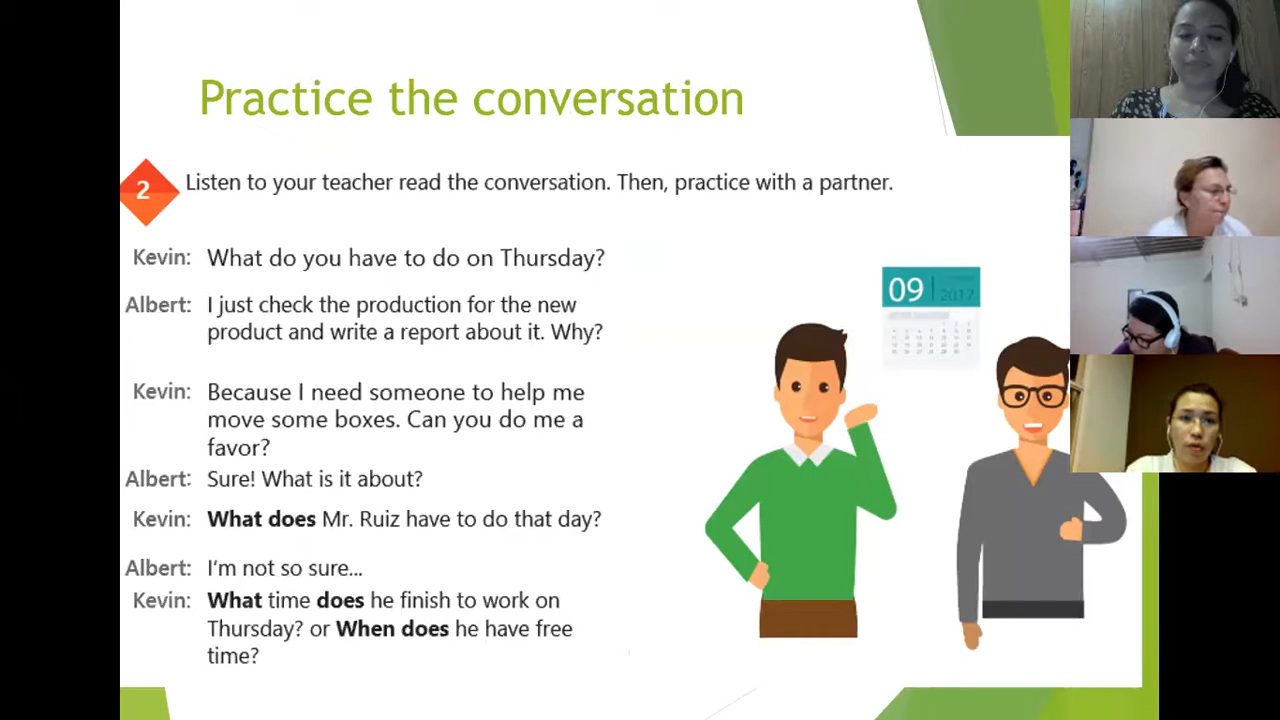 Practice the conversation
2
Listen to your teacher read the conversation. Then, practice with a partner.
Kevin: What do you have to do on Thursday?
Albert: I just check the production for the new
product and write a report about it. Why?
Kevin: Because I need someone to help me
move some boxes. Can you do me a
favor?
Albert: Sure! What is it about?
Kevin: What does Mr. Ruiz have to do that day?
Albert: I'm not so sure...
Kevin: What time does he finish to work on
Thursday? or When does he have free
time?
09
2017